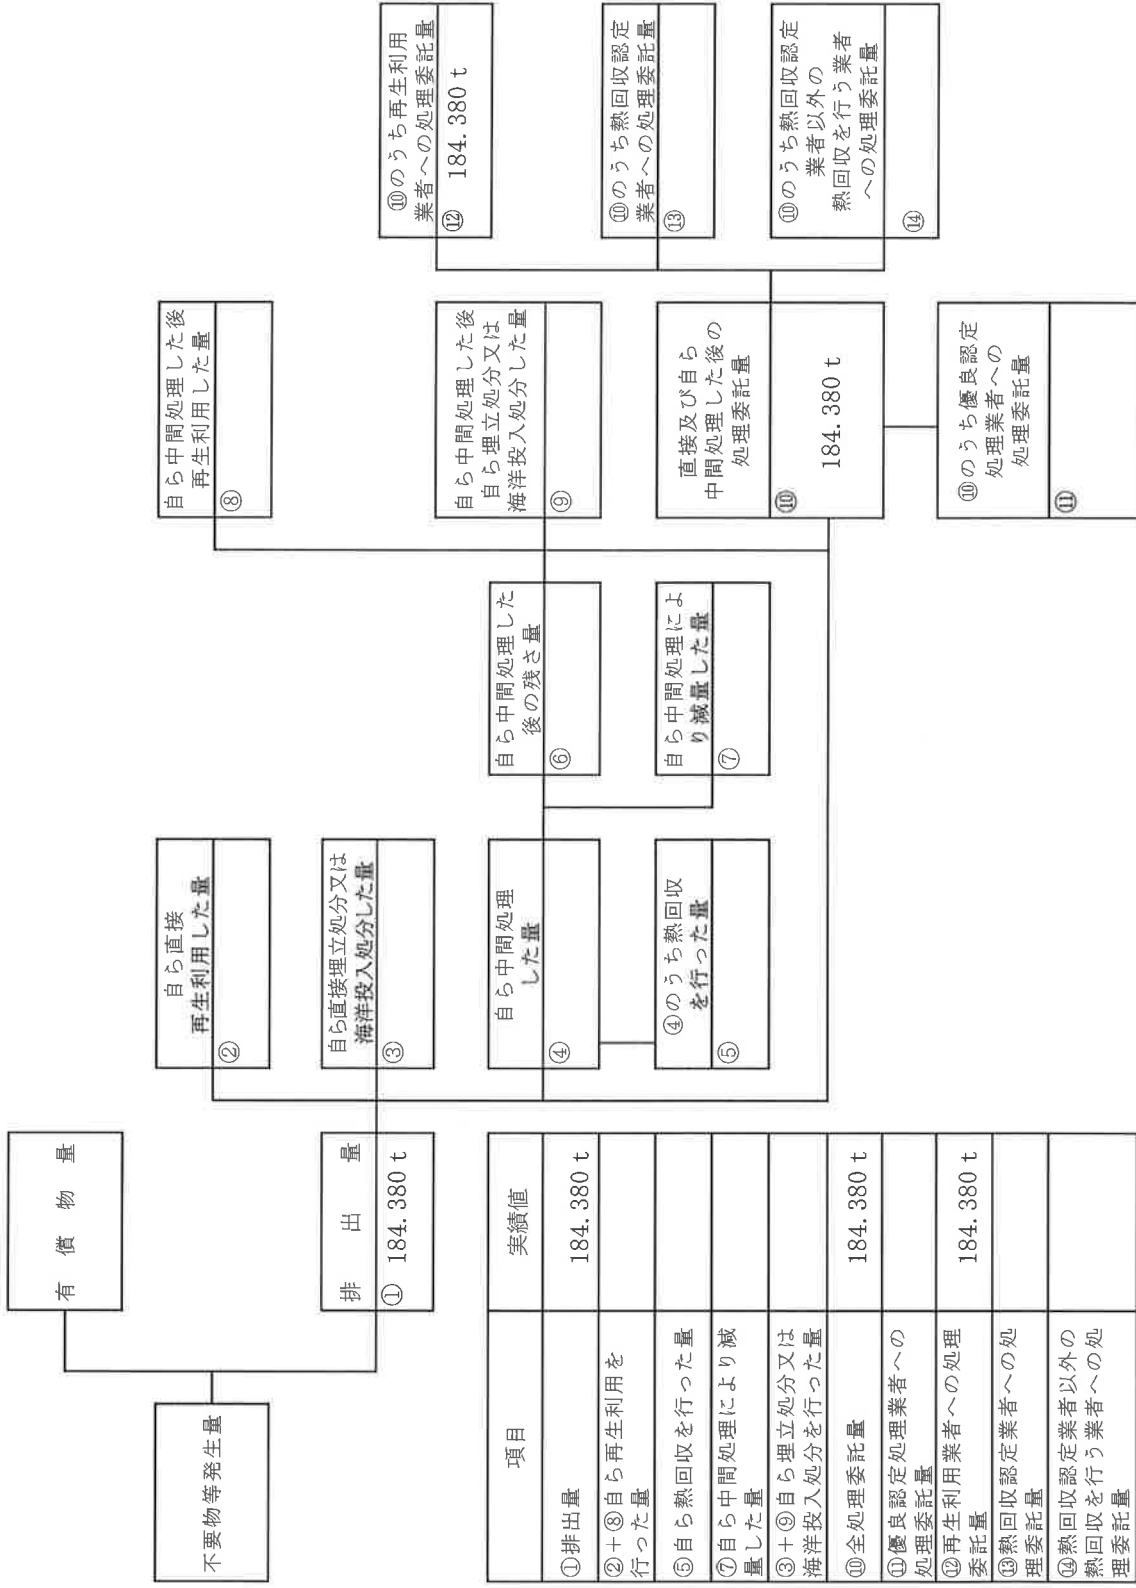 不要物等発生量
有償物量
排出量
① 184.380 t
自ら直接
再生利用した量
②
自ら直接埋立処分又は
海洋投入処分した量
③
自ら中間処理
した量
④
④のうち熱回収
を行った量
⑤
自ら中間処理した
後の残さ量
⑥
自ら中間処理によ
り減量した量
⑦
自ら中間処理した後
再生利用した量
⑧
自ら中間処理した後
自ら埋立処分又は
海洋投入処分した量
⑨
直接及び自ら
中間処理した後の
処理委託量
⑩
184.380 t
⑩のうち優良認定
処理業者への
処理委託量
⑪
⑩のうち再生利用
業者への処理委託量
⑫ 184.380 t
⑩のうち熱回収認定
業者への処理委託量
⑬
⑩のうち熱回収認定
業者以外の
熱回収を行う業者
への処理委託量
⑭
項目 実績値
①排出量 184.380 t
②+⑧自ら再生利用を
行った量
⑤自ら熱回収を行った量
⑦自ら中間処理により減
量した量
③+⑨自ら埋立処分又は
海洋投入処分を行った量
⑩全処理委託量 184.380 t
⑪優良認定処理業者への
処理委託量
⑫再生利用業者への処理
委託量 184.380 t
⑬熱回収認定業者への処
理委託量
⑭熱回収認定業者以外の
熱回収を行う業者への処
理委託量